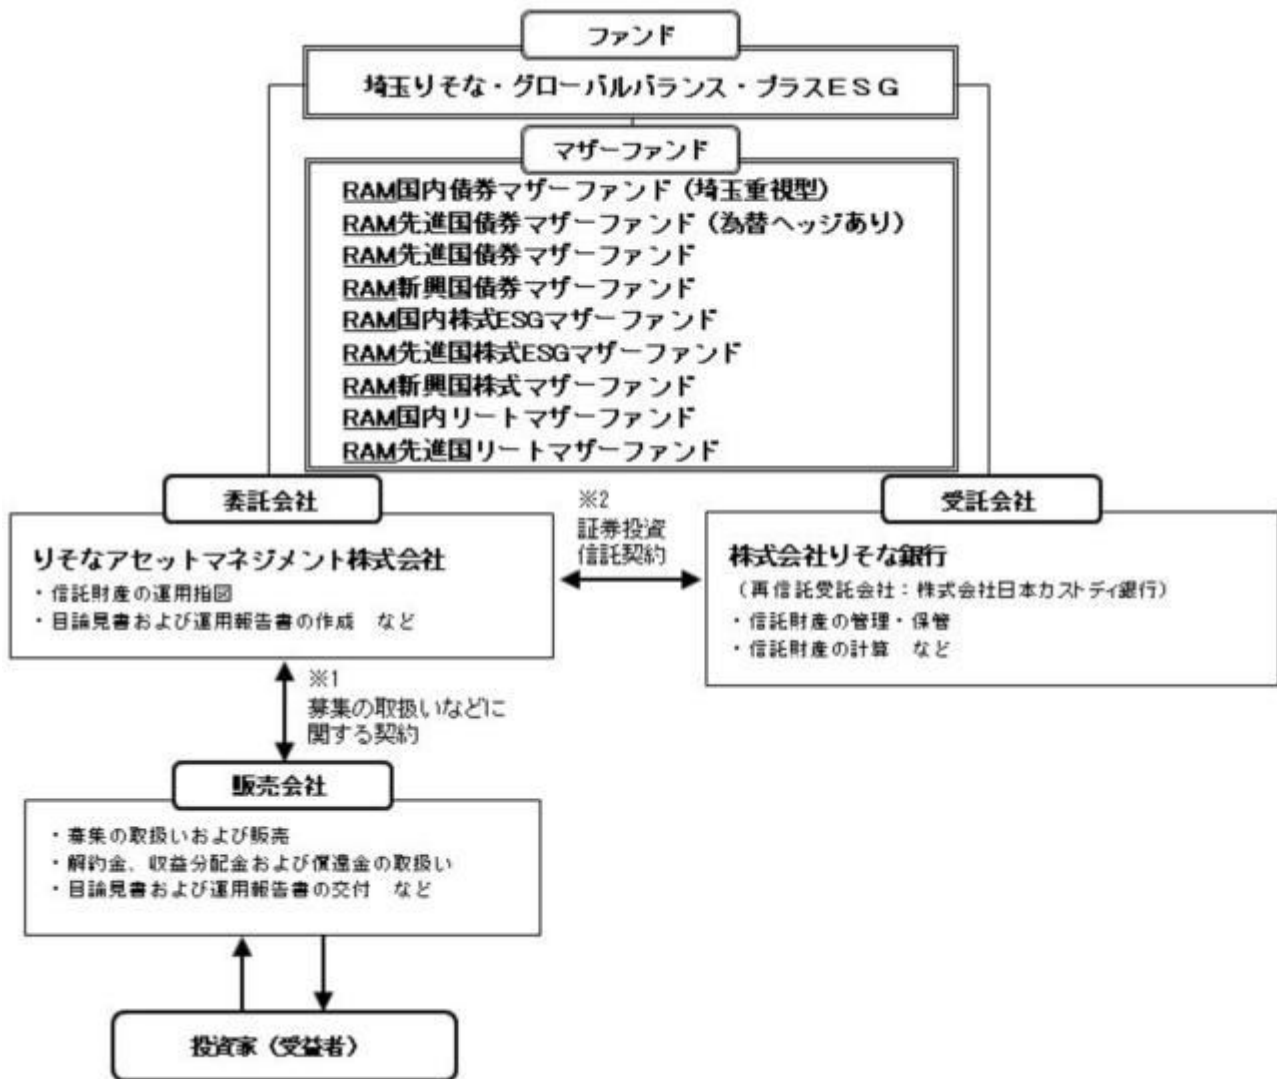 ファンド
埼玉りそな・グローバルバランス・プラスESG
マザーファンド
RAM国内債券マザーファンド(埼玉重視型)
RAM先進国債券マザーファンド(為替ヘッジあり)
RAM先進国債券マザーファンド
RAM新興国債券マザーファンド
RAM国内株式ESGマザーファンド
RAM先進国株式ESGマザーファンド
RAM新興国株式マザーファンド
RAM国内リートマザーファンド
RAM先進国リートマザーファンド
委託会社
りそなアセットマネジメント株式会社
・信託財産の運用指図
・目論見書および運用報告書の作成 など
※2
証券投資
信託契約
受託会社
株式会社りそな銀行
(再信託受託会社:株式会社日本カストディ銀行)
・信託財産の管理・保管
・信託財産の計算 など
※1
募集の取扱いなどに
関する契約
販売会社
・募集の取扱いおよび販売
・解約金、収益分配金および償還金の取扱い
・目論見書および運用報告書の交付 など
投資家(受益者)